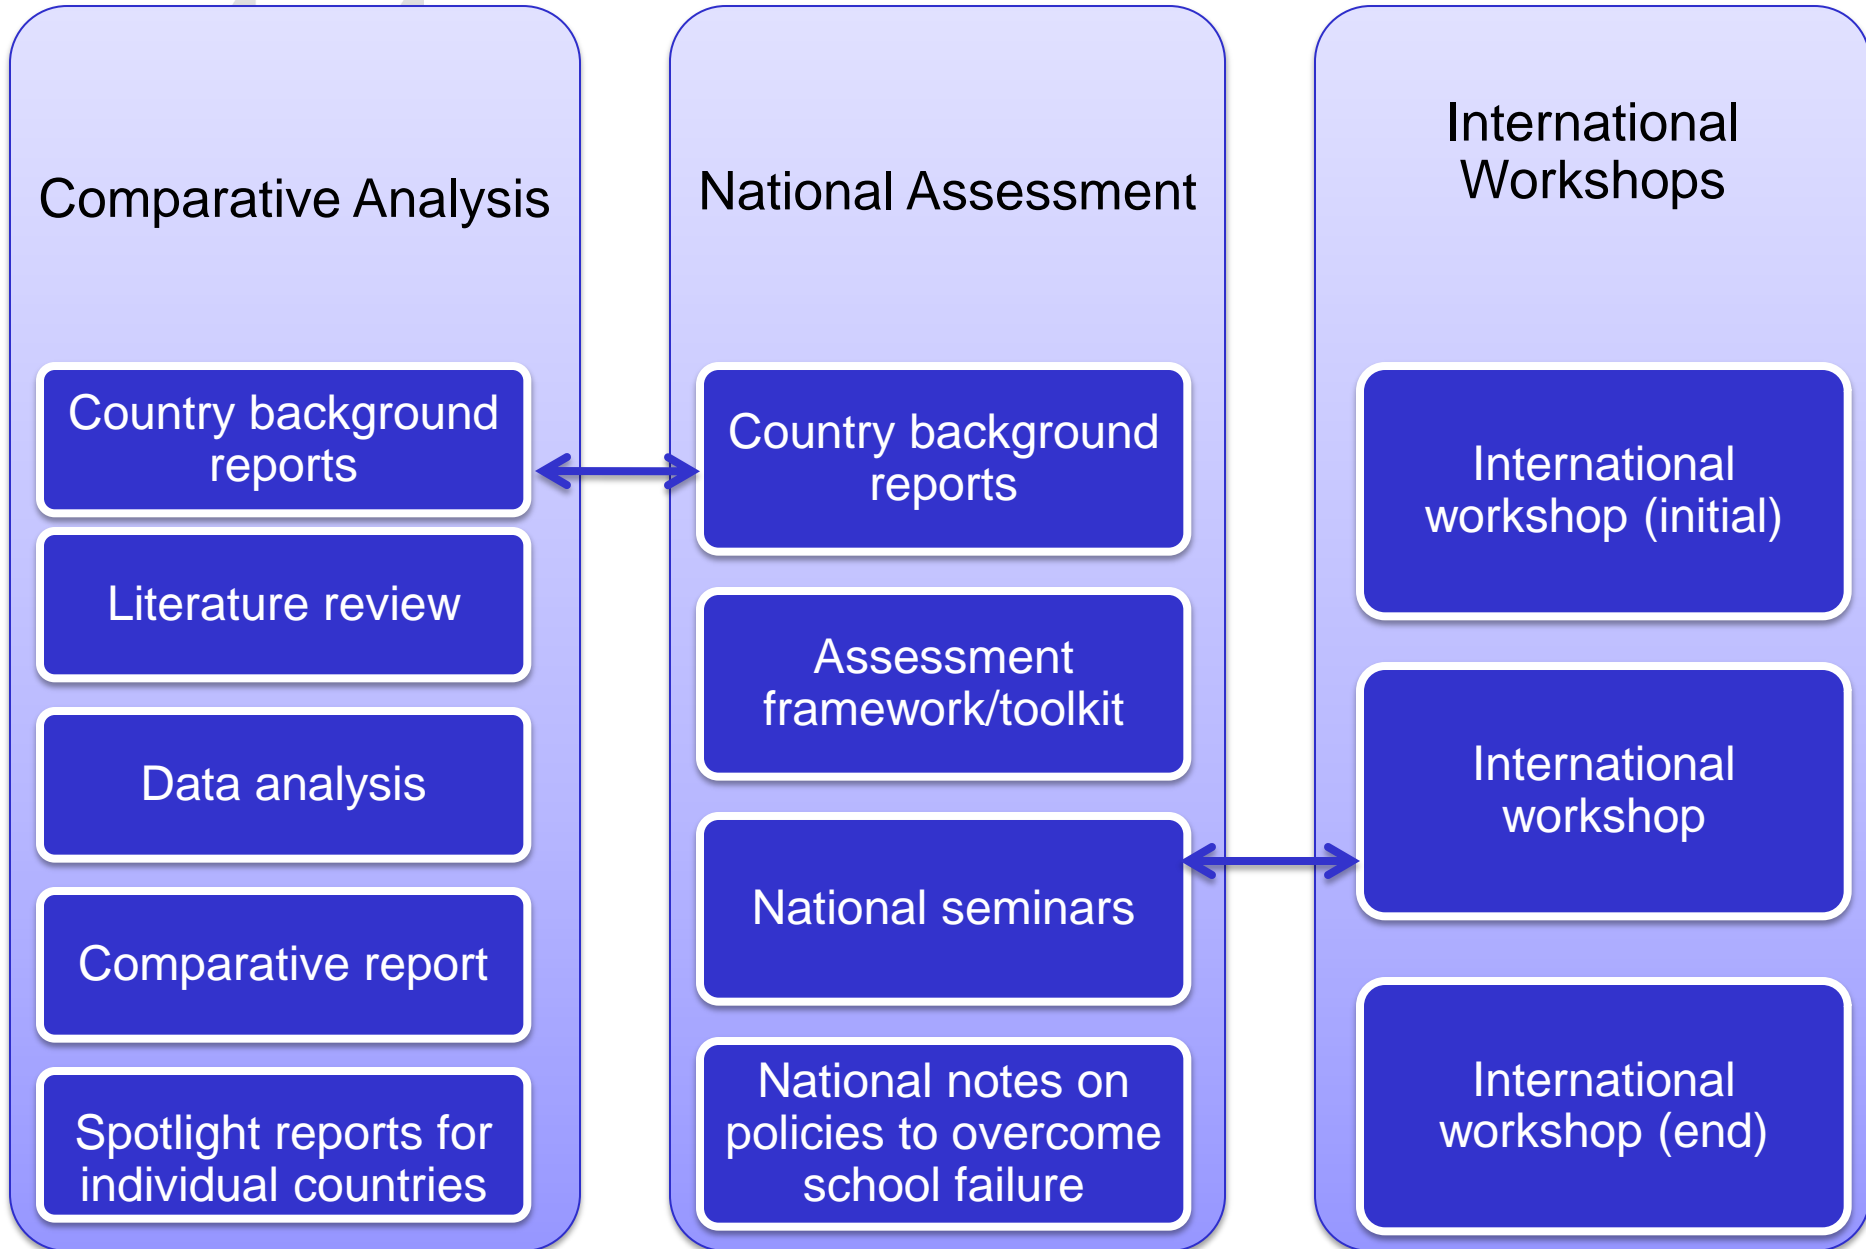 Comparative Analysis
Country background
reports
Literature review
Data analysis
Comparative report
Spotlight reports for
individual countries
National Assessment
Country background
reports
Assessment
framework/toolkit
National seminars
National notes on
policies to overcome
school failure
International
Workshops
International
workshop (initial)
International
workshop
International
workshop (end)